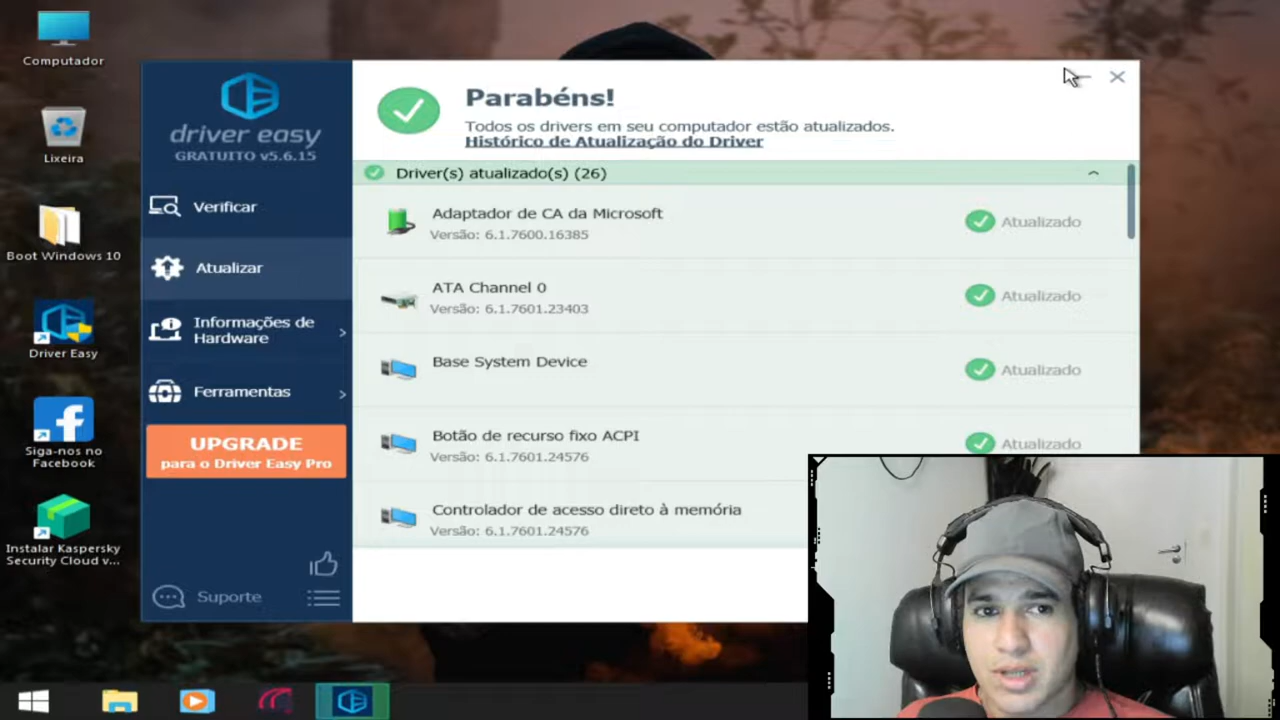 Computador
Lixeira
Boot Windows 10
Driver Easy
Siga-nos no
Facebook
Instalar Kaspersky
Security Cloud v...
driver easy
GRATUITO v5.6.15
Verificar
Atualizar
Informações de
Hardware
Ferramentas
UPGRADE
para o Driver Easy Pro
Suporte
Parabéns!
Todos os drivers em seu computador estão atualizados.
Histórico de Atualização do Driver
Driver(s) atualizado(s) (26)
Adaptador de CA da Microsoft
Versão: 6.1.7600.16385
Atualizado
ATA Channel 0
Versão: 6.1.7601.23403
Atualizado
Base System Device
Atualizado
Botão de recurso fixo ACPI
Versão: 6.1.7601.24576
Atualizado
Controlador de acesso direto à memória
Versão: 6.1.7601.24576